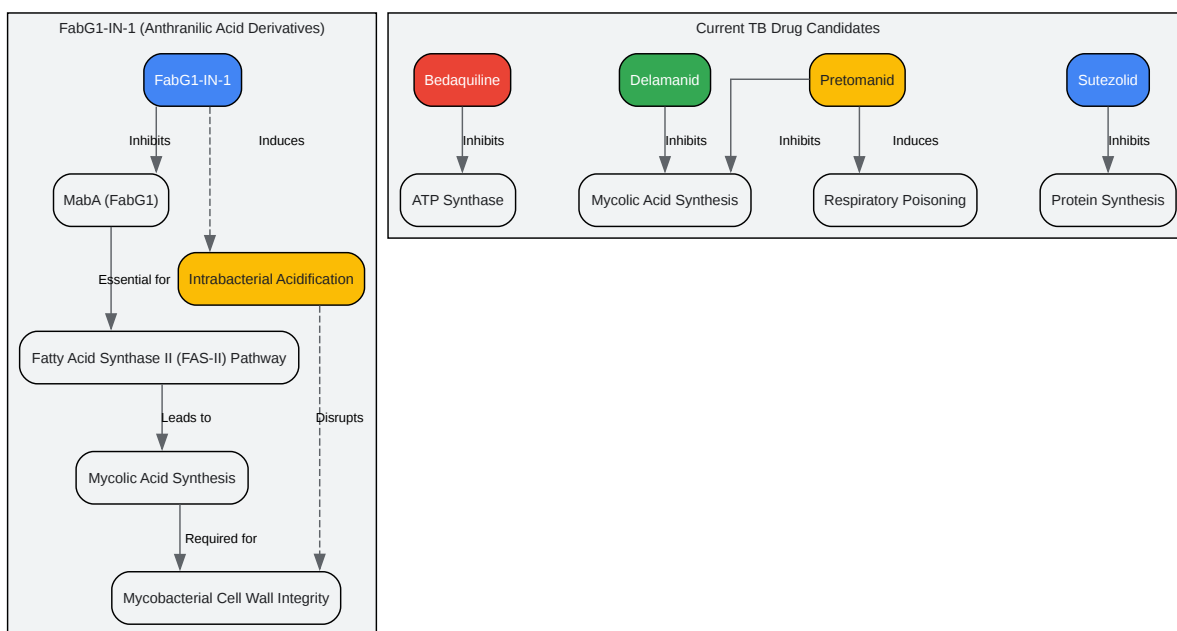 FabG1-IN-1 (Anthranilic Acid Derivatives)
FabG1-IN-1
Inhibits
Induces
MabA (FabG1)
Essential for
Intrabacterial Acidification
Fatty Acid Synthase II (FAS-II) Pathway
Leads to
Disrupts
Mycolic Acid Synthesis
Required for
Mycobacterial Cell Wall Integrity
Current TB Drug Candidates
Bedaquiline
Delamanid
Pretomanid
Sutezolid
Inhibits
Inhibits
Inhibits
Induces
Inhibits
ATP Synthase
Mycolic Acid Synthesis
Respiratory Poisoning
Protein Synthesis